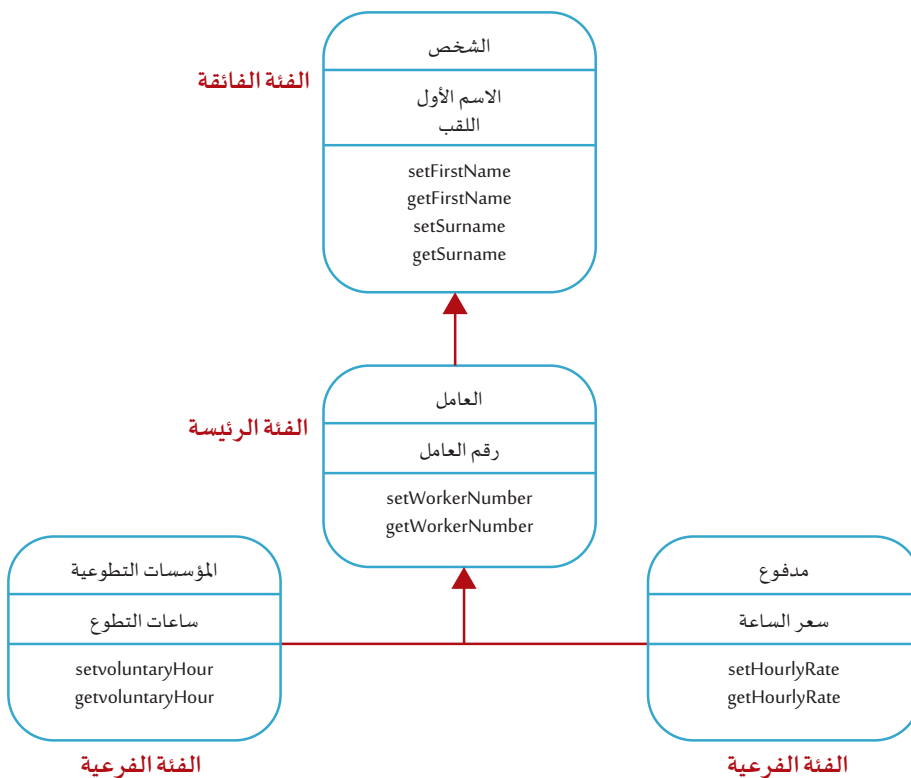 الشخص
الفئة الفائقة
الاسم الأول
اللقب
setFirstName
getFirstName
setSurname
getSurname
العامل
الفئة الرئيسة
رقم العامل
setWorkerNumber
getWorkerNumber
مدفوع
سعر الساعة
setHourlyRate
getHourlyRate
الفئة الفرعية
المؤسسات التطوعية
ساعات التطوع
setvoluntaryHour
getvoluntaryHour
الفئة الفرعية